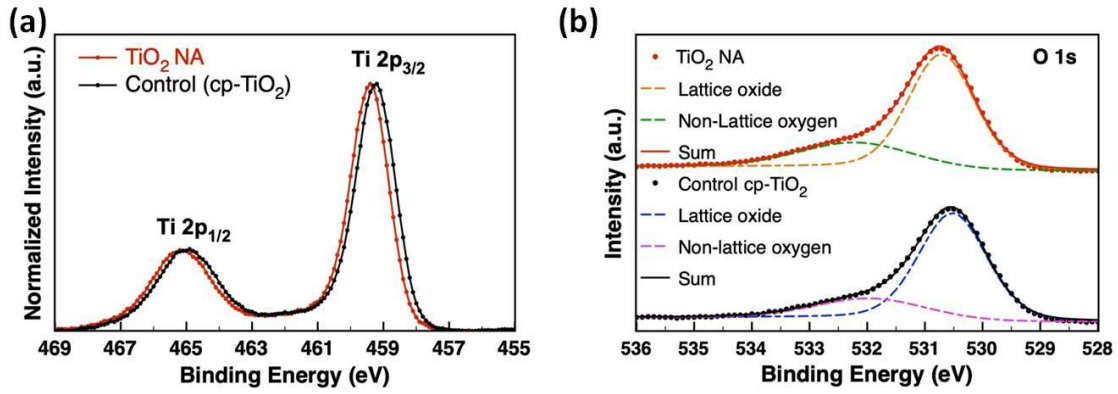 (a)
Normalized Intensity (a.u.)
TiO₂ NA
Control (cp-TiO₂)
Ti 2p₃/₂
Ti 2p₁/₂
469 467 465 463 461 459 457 455
Binding Energy (eV)
(b)
Intensity (a.u.)
O 1s
TiO₂ NA
Lattice oxide
Non-Lattice oxygen
Sum
Control cp-TiO₂
Lattice oxide
Non-lattice oxygen
Sum
536 535 534 533 532 531 530 529 528
Binding Energy (eV)